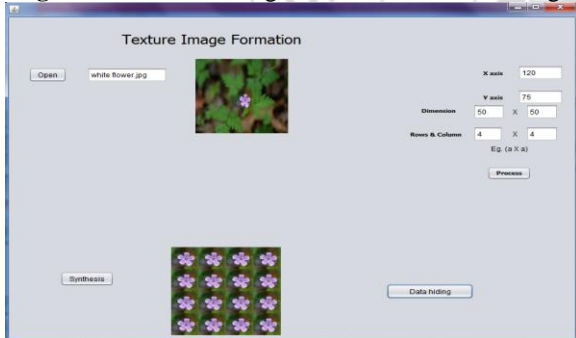 Texture Image Formation
Open
white flower.jpg
X axis 120
Y axis 75
Dimension 50 X 50
Rows & Column 4 X 4
Eg. (a X a)
Process
Synthesis
Data hiding